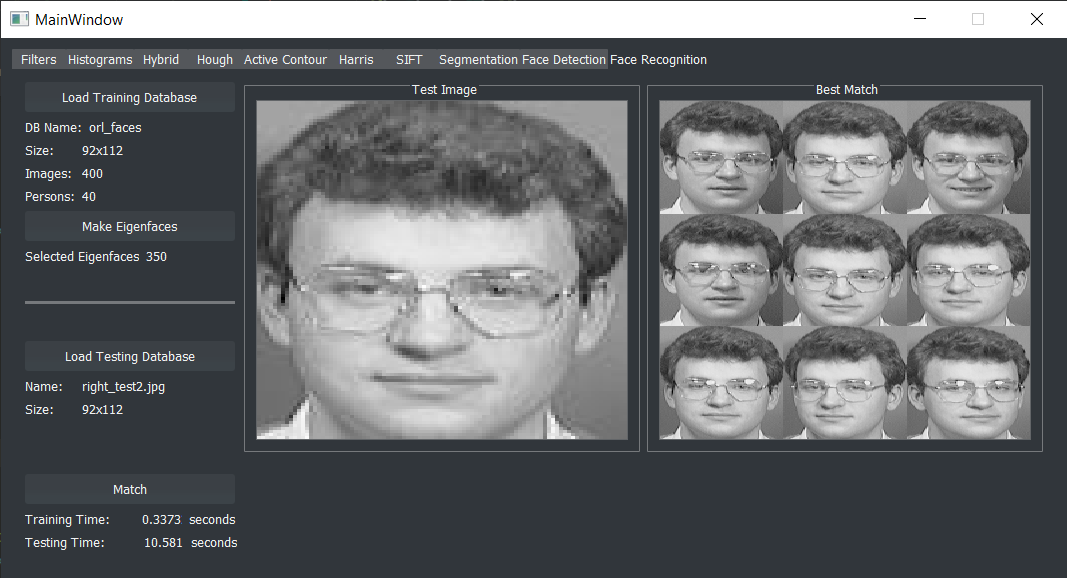 MainWindow
Filters Histograms Hybrid Hough Active Contour Harris SIFT Segmentation Face Detection Face Recognition
Load Training Database
DB Name: orl_faces
Size: 92x112
Images: 400
Persons: 40
Make Eigenfaces
Selected Eigenfaces 350
Load Testing Database
Name: right_test2.jpg
Size: 92x112
Match
Training Time: 0.3373 seconds
Testing Time: 10.581 seconds
Test Image
Best Match